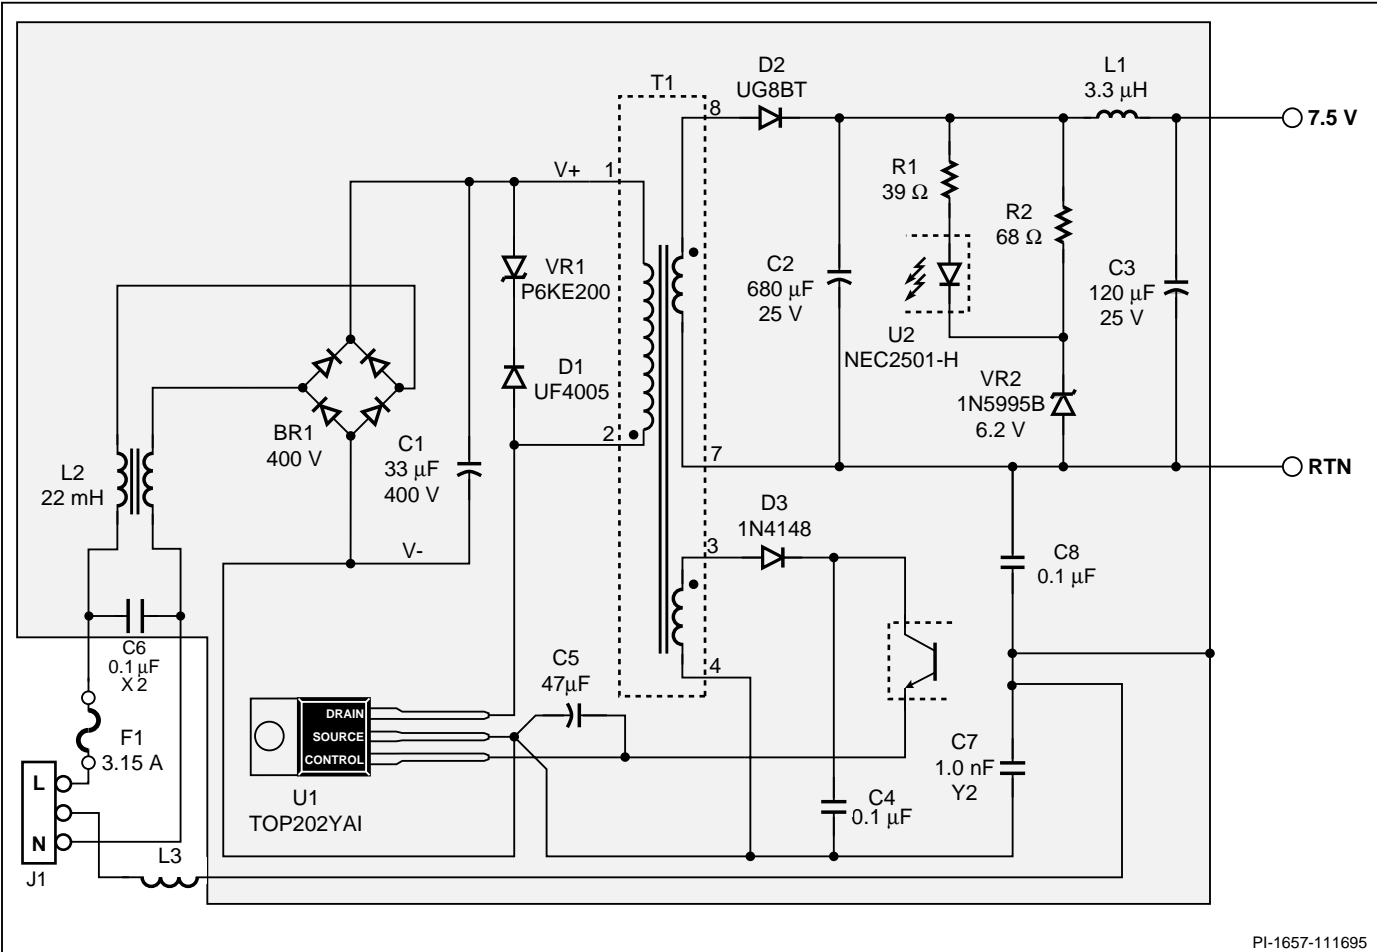 D2
UG8BT
L1
3.3 µH
T1
8
7.5 V
V+
1
R1
39 Ω
R2
68 Ω
VR1
P6KE200
C2
680 µF
25 V
C3
120 µF
25 V
U2
NEC2501-H
D1
UF4005
VR2
1N5995B
6.2 V
BR1
400 V
C1
33 µF
400 V
2
7
RTN
L2
22 mH
D3
1N4148
V-
3
C8
0.1 µF
C6
0.1 µF
X 2
C5
47µF
4
DRAIN
SOURCE
CONTROL
F1
3.15 A
C7
1.0 nF
Y2
L
N
J1
U1
TOP202YAI
C4
0.1 µF
L3
PI-1657-111695